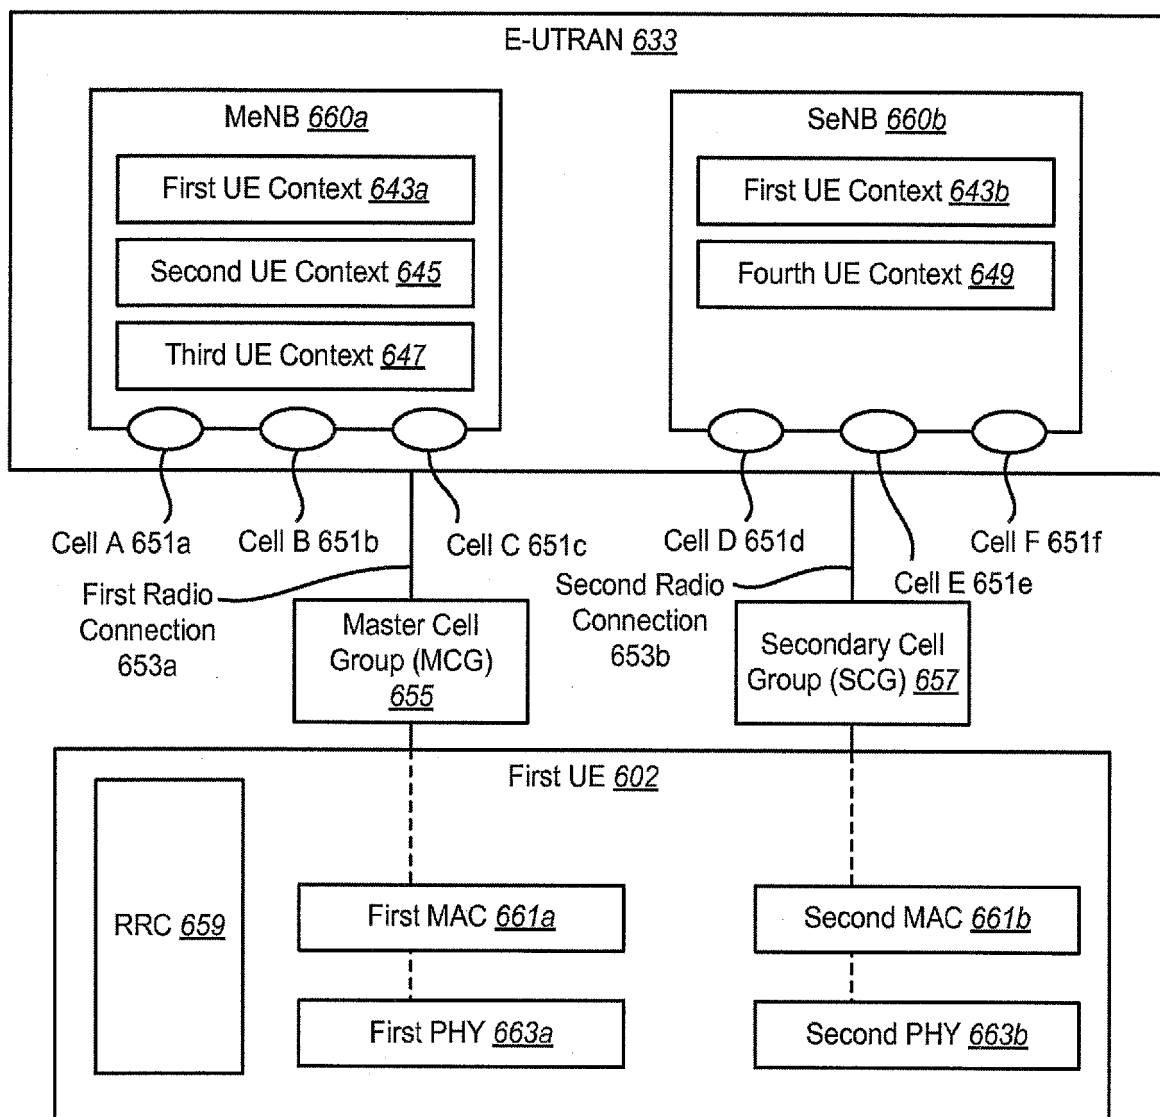 E-UTRAN 633
MeNB 660a
First UE Context 643a
Second UE Context 645
Third UE Context 647
SeNB 660b
First UE Context 643b
Fourth UE Context 649
Cell A 651a
Cell B 651b
Cell C 651c
Cell D 651d
Cell E 651e
Cell F 651f
First Radio
Connection
653a
Master Cell
Group (MCG)
655
Second Radio
Connection
653b
Secondary Cell
Group (SCG) 657
First UE 602
RRC 659
First MAC 661a
Second MAC 661b
First PHY 663a
Second PHY 663b